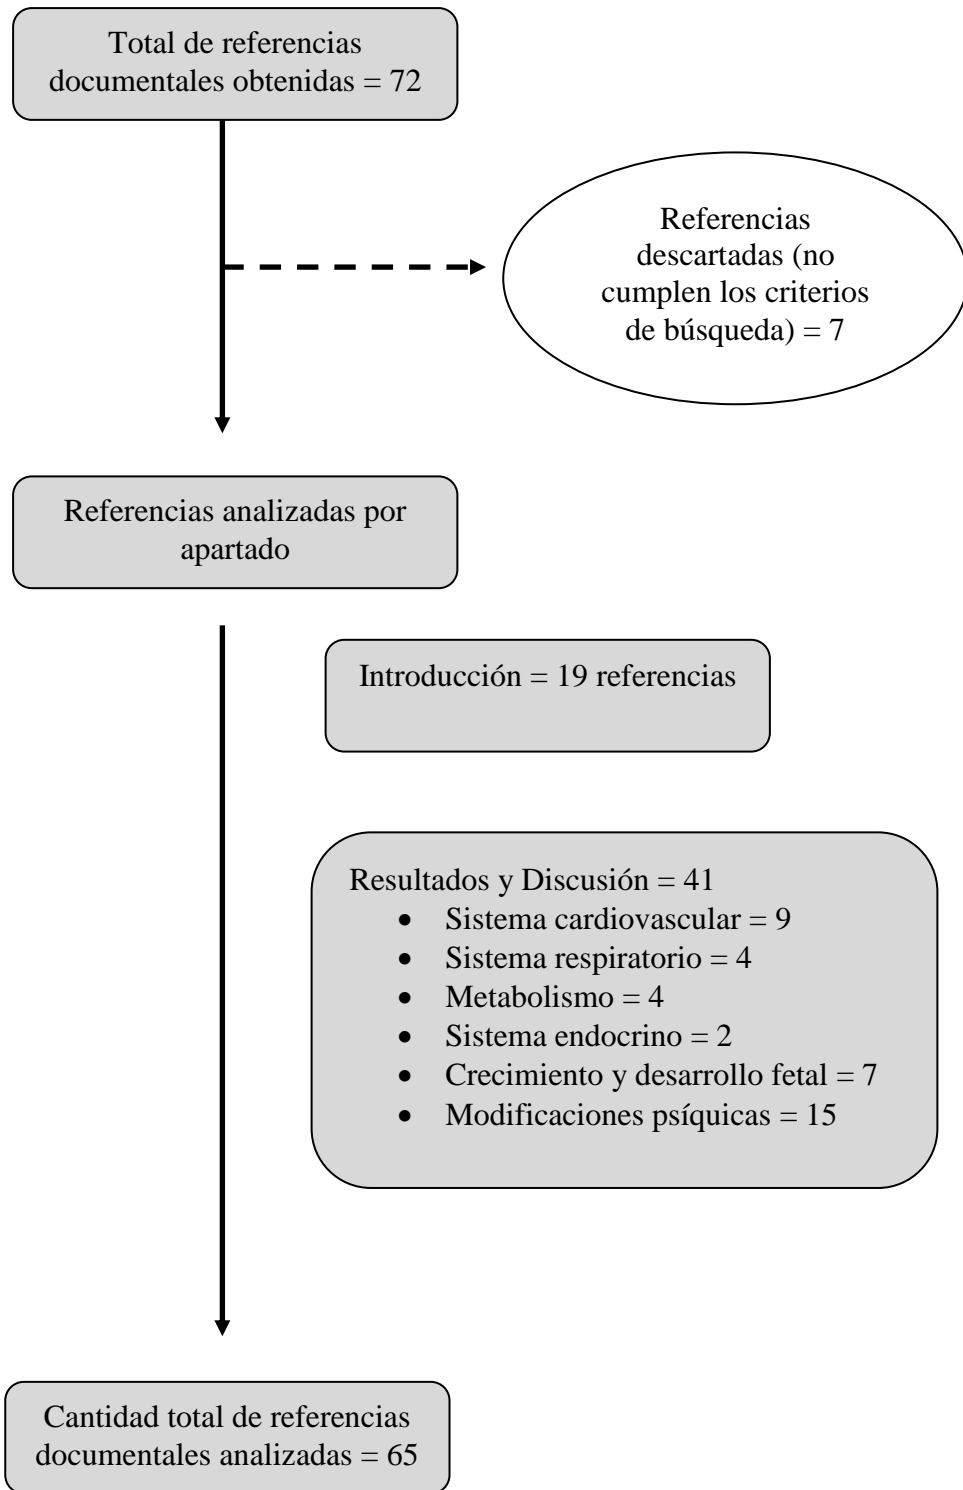 Total de referencias
documentales obtenidas = 72
Referencias
descartadas (no
cumplen los criterios
de búsqueda) = 7
Referencias analizadas por
apartado
Introducción = 19 referencias
Resultados y Discusión = 41
• Sistema cardiovascular = 9
• Sistema respiratorio = 4
• Metabolismo = 4
• Sistema endocrino = 2
• Crecimiento y desarrollo fetal = 7
• Modificaciones psíquicas = 15
Cantidad total de referencias
documentales analizadas = 65